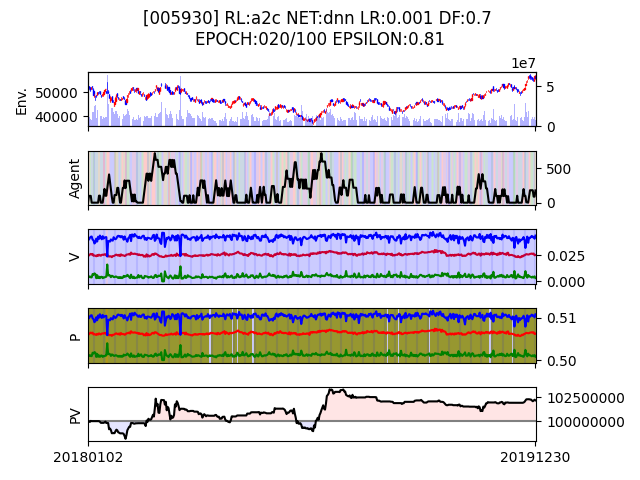 [005930] RL:a2c NET:dnn LR:0.001 DF:0.7
EPOCH:020/100 EPSILON:0.81
1e7
Env.
50000
40000
5
0
Agent
500
0
V
0.025
0.000
P
0.51
0.50
PV
102500000
100000000
20180102
20191230